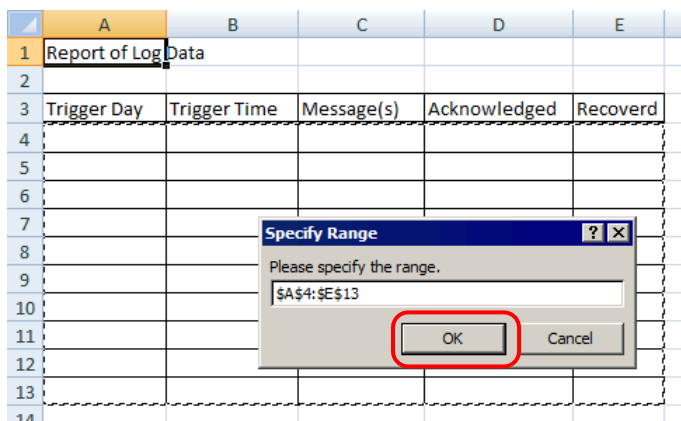 A B C D E
1 Report of Log Data
2
3 Trigger Day Trigger Time Message(s) Acknowledged Recoverd
4
5
6
7
Specify Range
8
Please specify the range.
9
$A$4:$E$13
10
11 OK Cancel
12
13
14